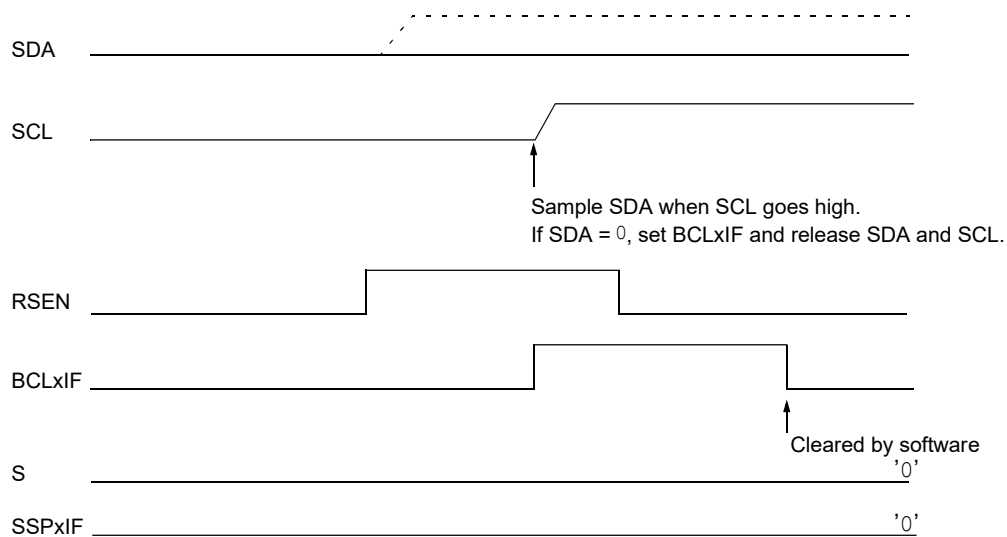 SDA
SCL
Sample SDA when SCL goes high.
If SDA = 0, set BCLxIF and release SDA and SCL.
RSEN
BCLxIF
Cleared by software
S
'0'
SSPxIF
'0'